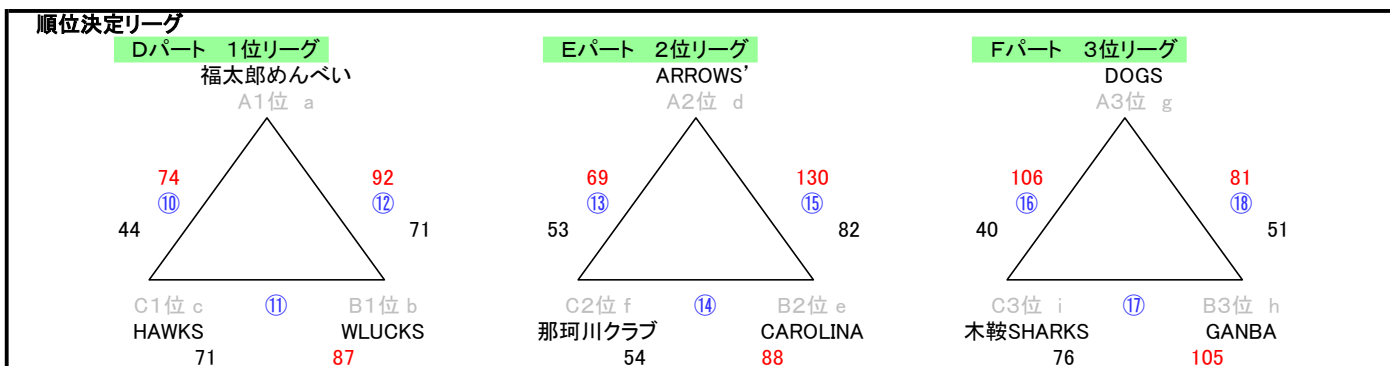 順位決定リーグ
Dパート　1位リーグ　Eパート　2位リーグ　Fパート　3位リーグ
福太郎めんべい　ARROWS’　DOGS
A1位 a　A2位 d　A3位 g
74　92　69　130　106　81
⑩　⑫　⑬　⑮　⑯　⑱
44　71　53　82　40　51
C1位 c　⑪　B1位 b　C2位 f　⑭　B2位 e　C3位 i　⑰　B3位 h
HAWKS　WLUCKS　那珂川クラブ　CAROLINA　木鞍SHARKS　GANBA
71　87　54　88　76　105